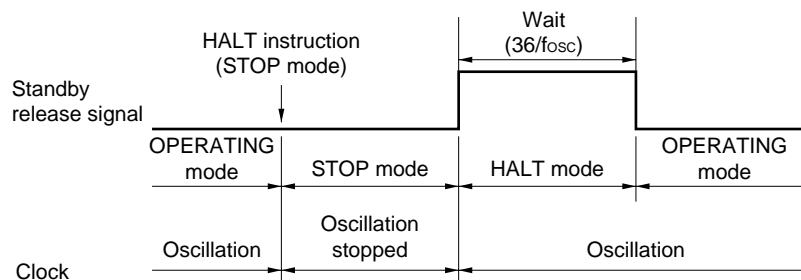 Wait
(36/fosc)
HALT instruction
(STOP mode)
Standby
release signal
OPERATING
mode
STOP mode
HALT mode
OPERATING
mode
Oscillation
Oscillation
stopped
Oscillation
Clock